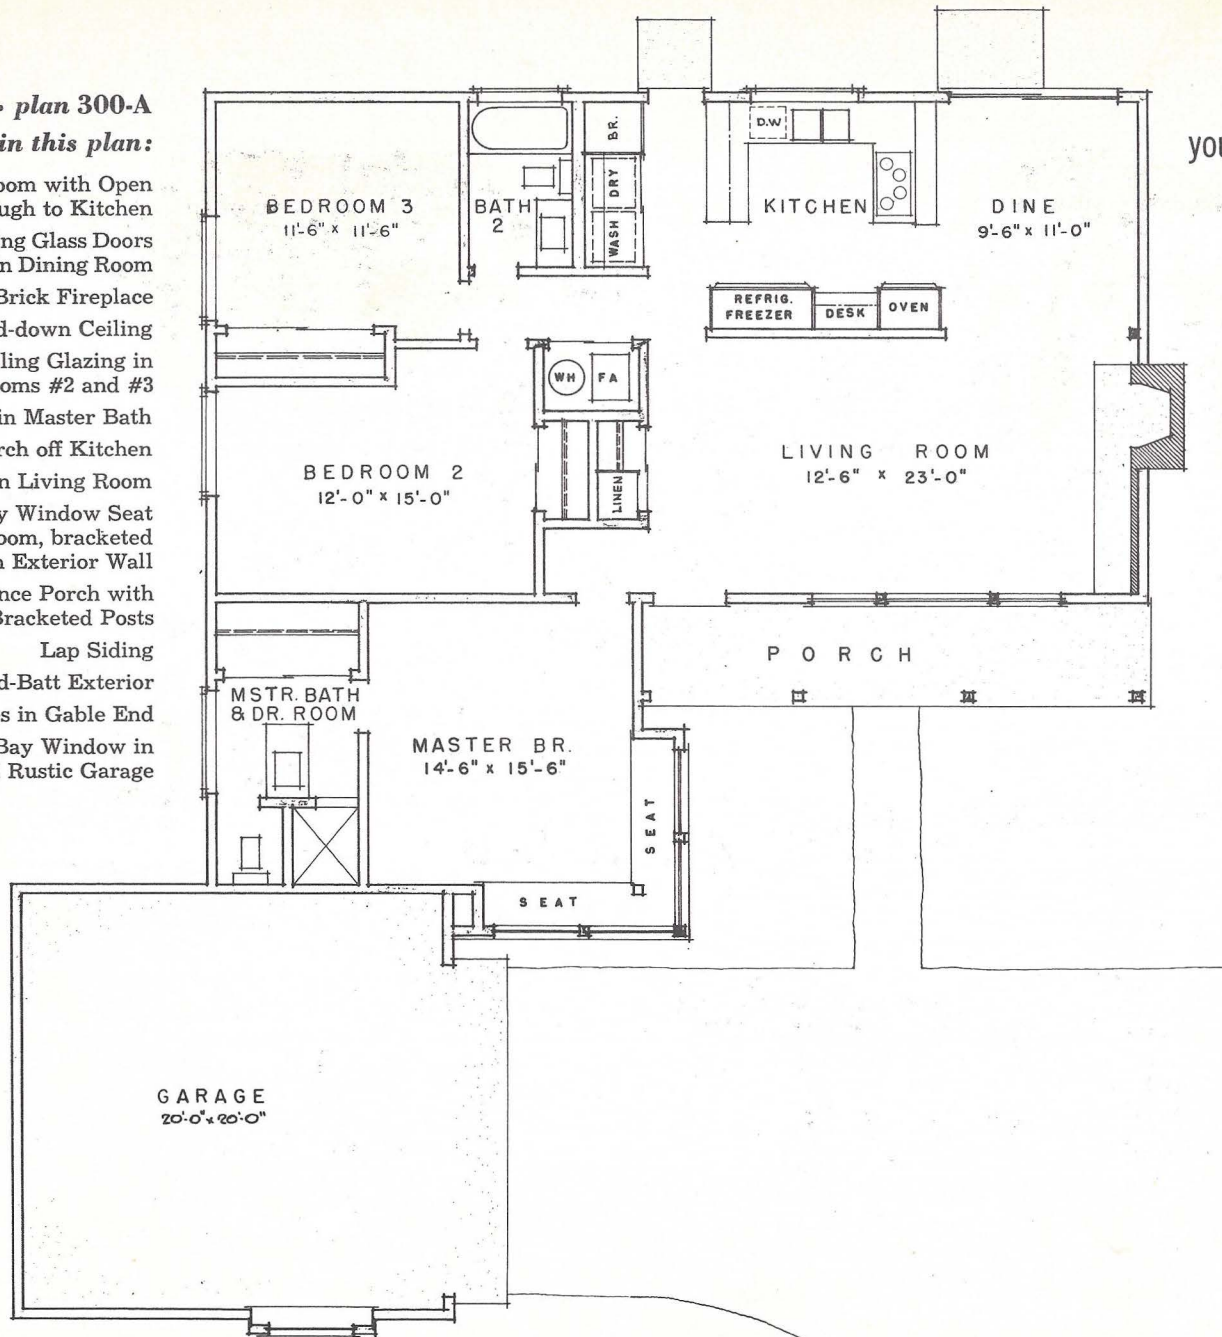 plan 300-A
in this plan:
oom with Open
ugh to Kitchen
ng Glass Doors
n Dining Room
Brick Fireplace
d-down Ceiling
ling Glazing in
oms #2 and #3
in Master Bath
rch off Kitchen
n Living Room
y Window Seat
oom, bracketed
n Exterior Wall
nce Porch with
Bracketed Posts
Lap Siding
d-Batt Exterior
s in Gable End
Bay Window in
Rustic Garage
you
BEDROOM 3
11'-6" x 11'-6"
BATH
2
BR.
DRY
WASH
D.W
KITCHEN
DINE
9'-6" x 11'-0"
REFRIG.
FREEZER
DESK
OVEN
WH
FA
LINEN
BEDROOM 2
12'-0" x 15'-0"
LIVING ROOM
12'-6" x 23'-0"
PORCH
MSTR. BATH
& DR. ROOM
MASTER BR.
14'-6" x 15'-6"
SEAT
SEAT
GARAGE
20'-0" x 20'-0"